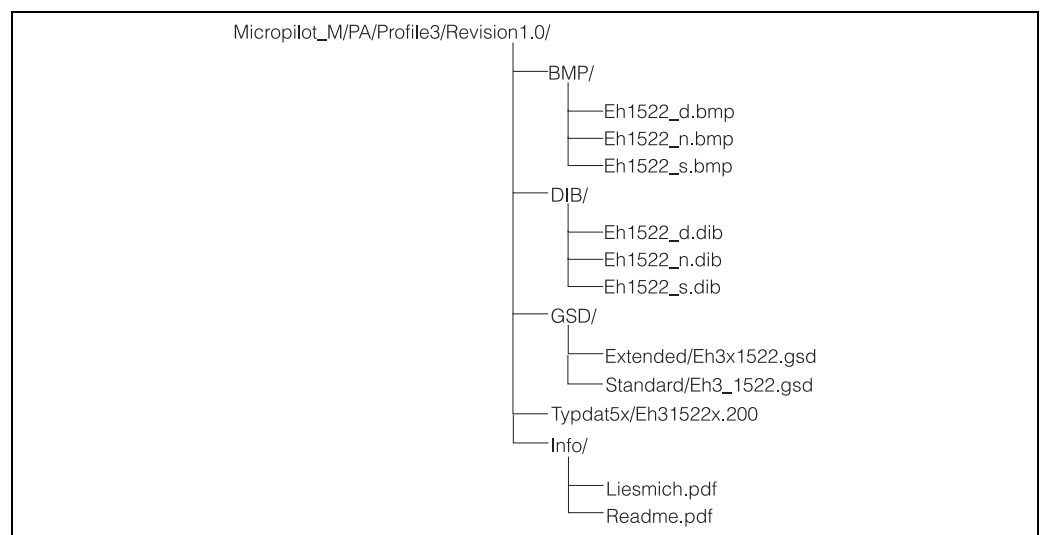 Micropilot_M/PA/Profile3/Revision1.0/
BMP/
Eh1522_d.bmp
Eh1522_n.bmp
Eh1522_s.bmp
DIB/
Eh1522_d.dib
Eh1522_n.dib
Eh1522_s.dib
GSD/
Extended/Eh3x1522.gsd
Standard/Eh3_1522.gsd
Typdat5x/Eh31522x.200
Info/
Liesmich.pdf
Readme.pdf